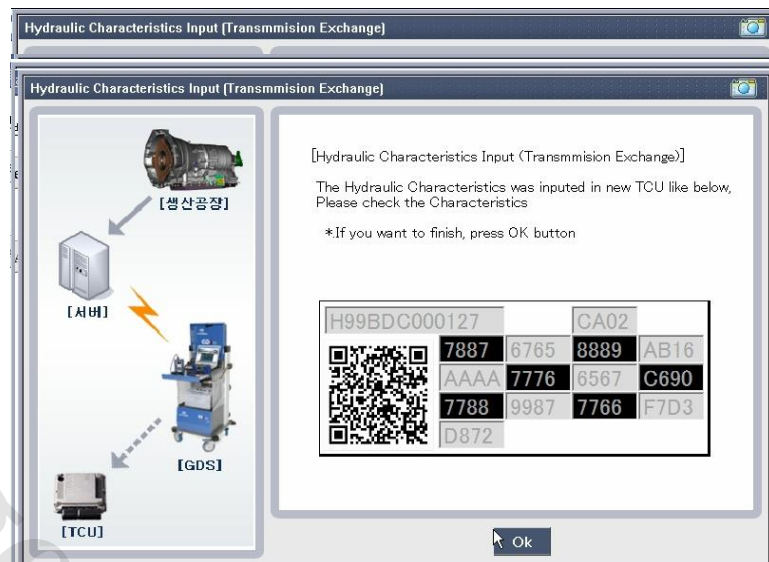 Hydraulic Characteristics Input (Transmmision Exchange)
Hydraulic Characteristics Input (Transmmision Exchange)
[생산공장]
[서버]
[GDS]
[TCU]
[Hydraulic Characteristics Input (Transmmision Exchange)]
The Hydraulic Characteristics was inputed in new TCU like below,
Please check the Characteristics
*.If you want to finish, press OK button
H99BDC000127 CA02
7887 6765 8889 AB16
AAAA 7776 6567 C690
7788 9987 7766 F7D3
D872
Ok